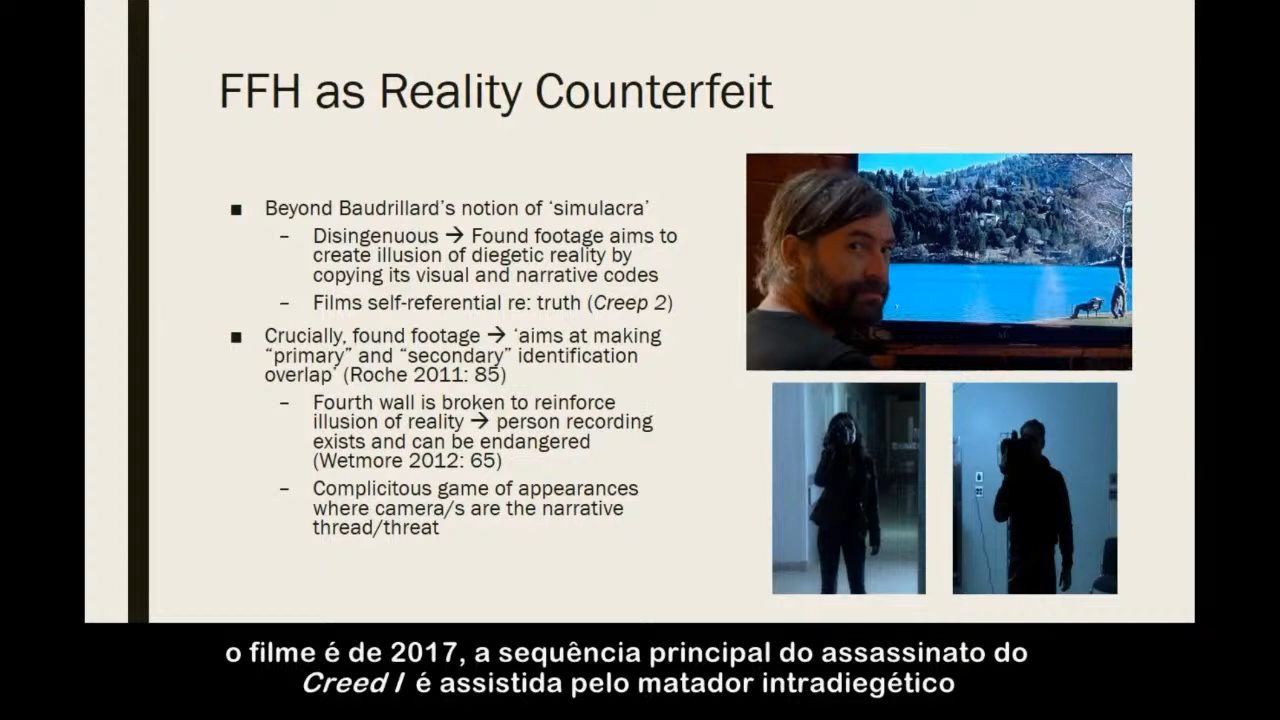 FFH as Reality Counterfeit
■ Beyond Baudrillard's notion of ‘simulacra’
– Disingenuous → Found footage aims to
create illusion of diegetic reality by
copying its visual and narrative codes
– Films self-referential re: truth (Creep 2)
■ Crucially, found footage → ‘aims at making
“primary” and “secondary” identification
overlap’ (Roche 2011: 85)
– Fourth wall is broken to reinforce
illusion of reality → person recording
exists and can be endangered
(Wetmore 2012: 65)
– Complicitous game of appearances
where camera/s are the narrative
thread/threat
o filme é de 2017, a sequência principal do assassinato do
Creed I é assistida pelo matador intradiegético